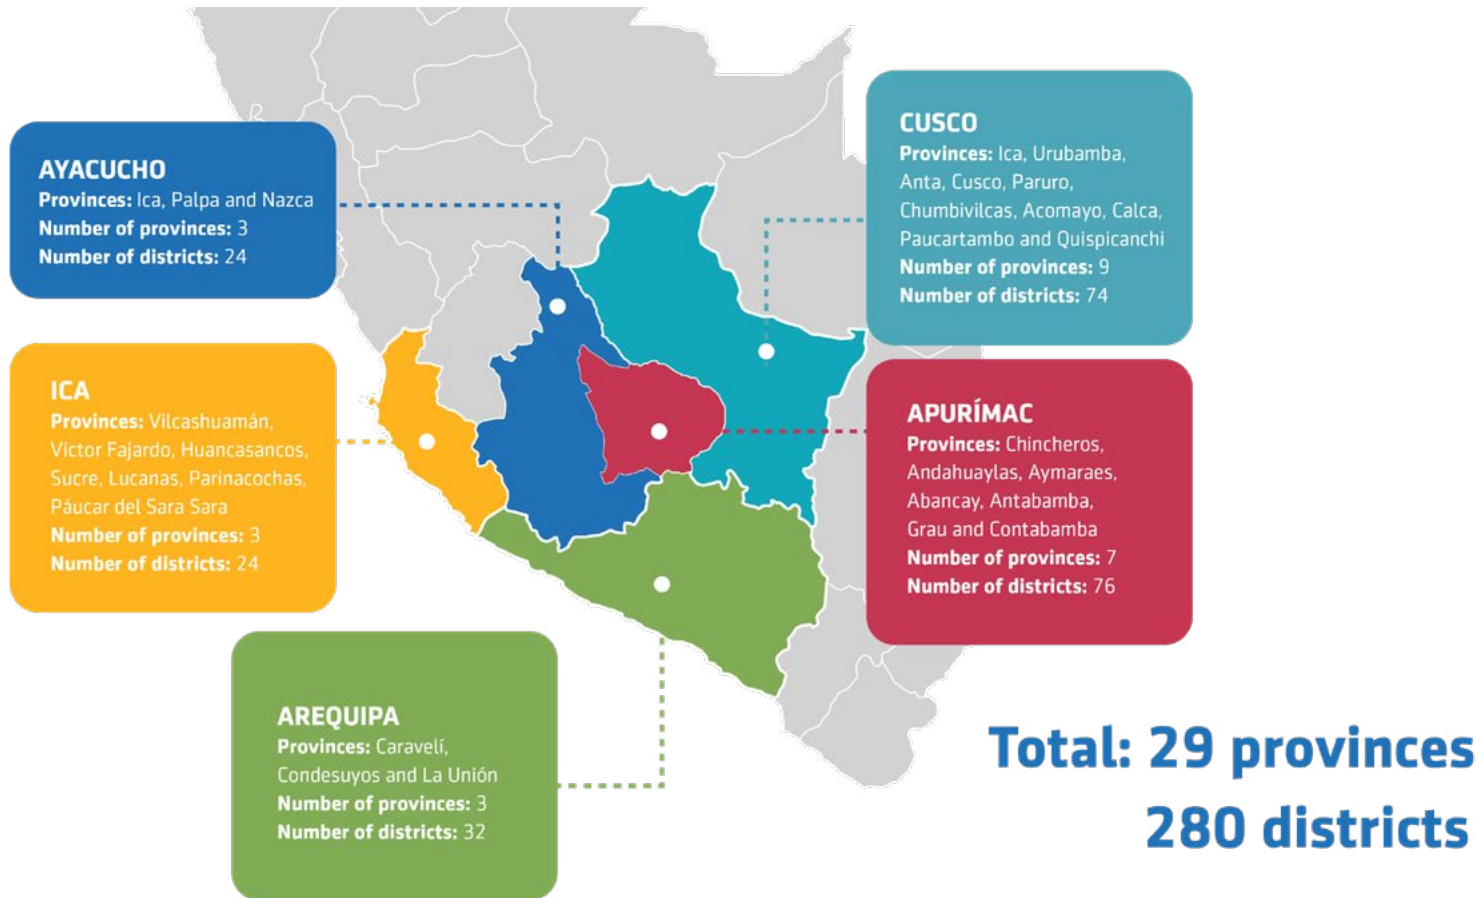 AYACUCHO
Provinces: Ica, Palpa and Nazca
Number of provinces: 3
Number of districts: 24
ICA
Provinces: Vilcashuamán,
Víctor Fajardo, Huancasancos,
Sucre, Lucanas, Parinacochas,
Páucar del Sara Sara
Number of provinces: 3
Number of districts: 24
AREQUIPA
Provinces: Caravelí,
Condesuyos and La Unión
Number of provinces: 3
Number of districts: 32
CUSCO
Provinces: Ica, Urubamba,
Anta, Cusco, Paruro,
Chumbivilcas, Acomayo, Calca,
Paucartambo and Quispicanchi
Number of provinces: 9
Number of districts: 74
APURÍMAC
Provinces: Chincheros,
Andahuaylas, Aymaraes,
Abancay, Antabamba,
Grau and Contabamba
Number of provinces: 7
Number of districts: 76
Total: 29 provinces
280 districts